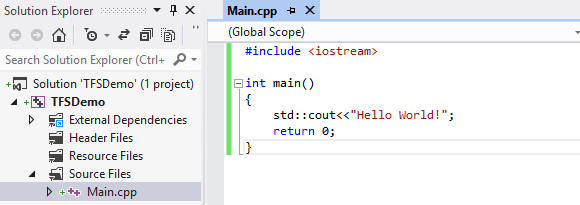 Solution Explorer
Search Solution Explorer (Ctrl+
Solution 'TFSDemo' (1 project)
TFSDemo
External Dependencies
Header Files
Resource Files
Source Files
Main.cpp
Main.cpp
(Global Scope)
#include <iostream>
int main()
{
std::cout<<"Hello World!";
return 0;
}